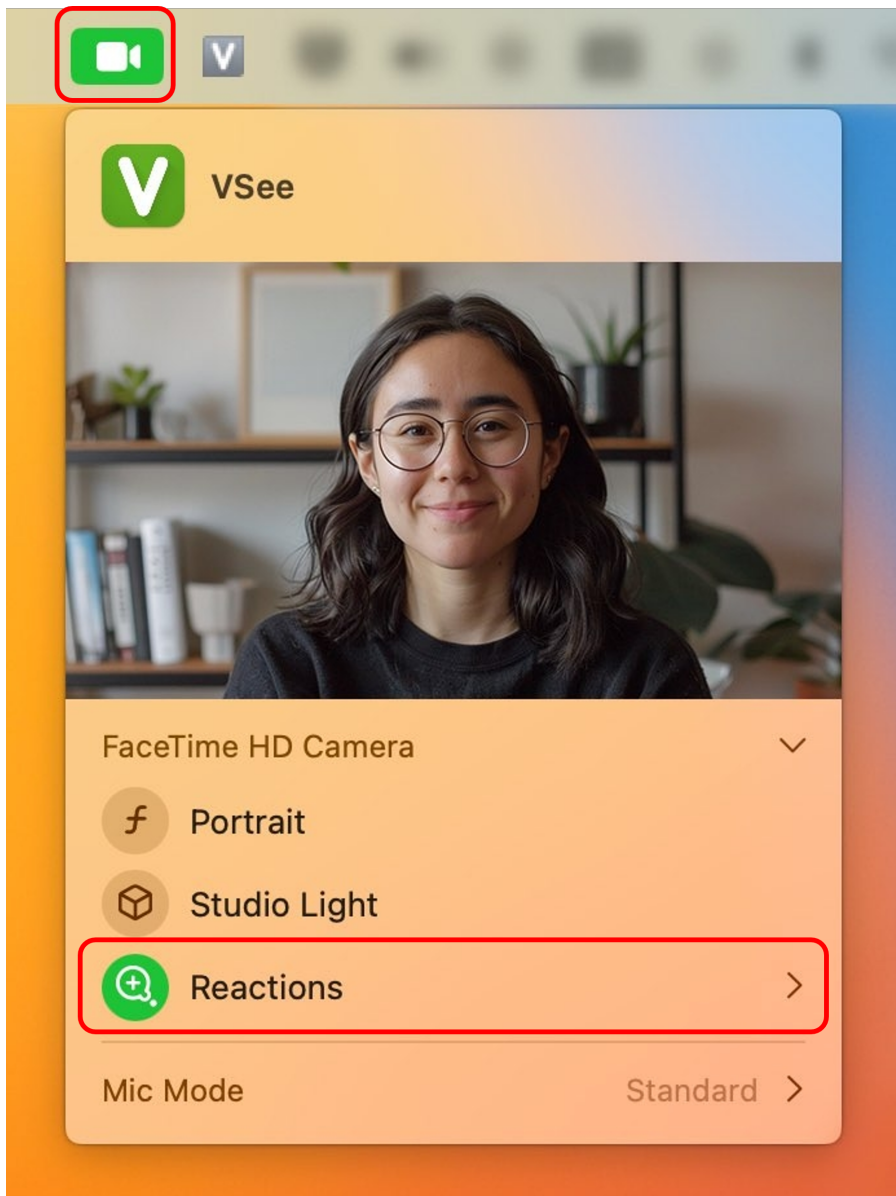 V
V
VSee
FaceTime HD Camera
Portrait
Studio Light
Reactions
Mic Mode Standard